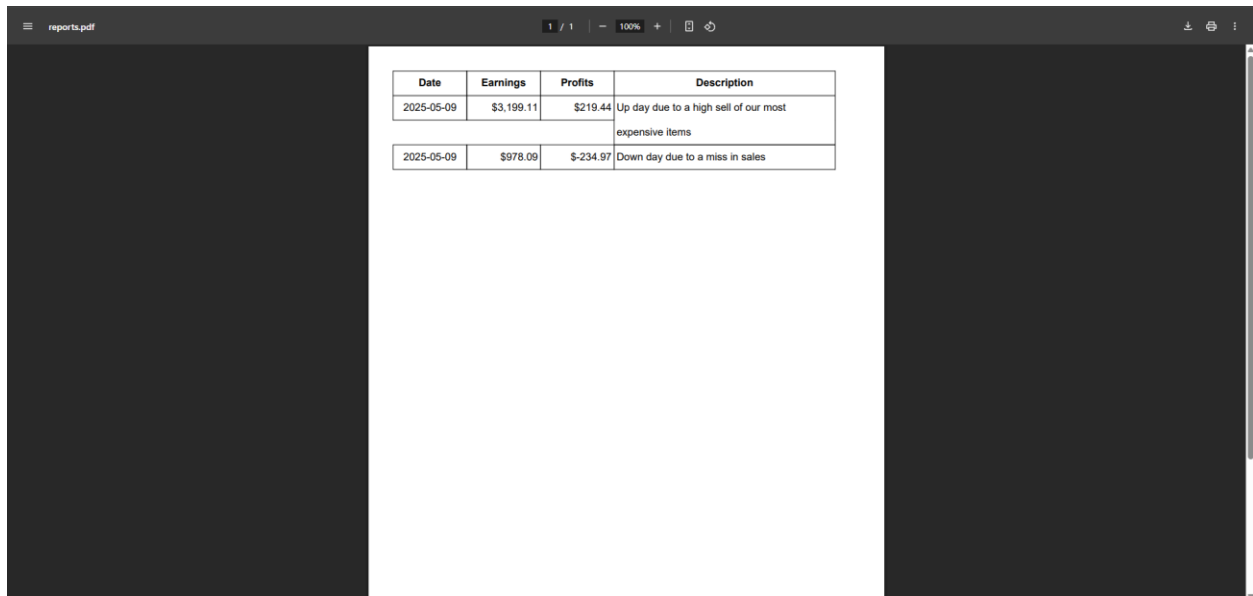 reports.pdf 1 / 1 − 100% +
Date Earnings Profits Description
2025-05-09 $3,199.11 $219.44 Up day due to a high sell of our most
expensive items
2025-05-09 $978.09 $-234.97 Down day due to a miss in sales